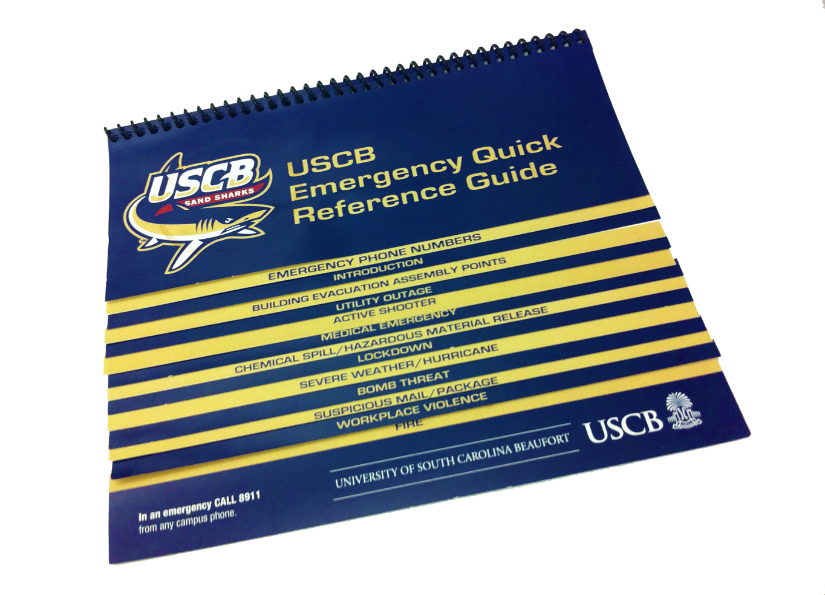 USCB
SAND SHARKS
USCB
Emergency Quick
Reference Guide
EMERGENCY PHONE NUMBERS
INTRODUCTION
BUILDING EVACUATION ASSEMBLY POINTS
UTILITY OUTAGE
ACTIVE SHOOTER
MEDICAL EMERGENCY
CHEMICAL SPILL/HAZARDOUS MATERIAL RELEASE
LOCKDOWN
SEVERE WEATHER/HURRICANE
BOMB THREAT
SUSPICIOUS MAIL/PACKAGE
WORKPLACE VIOLENCE
FIRE
UNIVERSITY OF SOUTH CAROLINA BEAUFORT
USCB
In an emergency CALL 8911
from any campus phone.